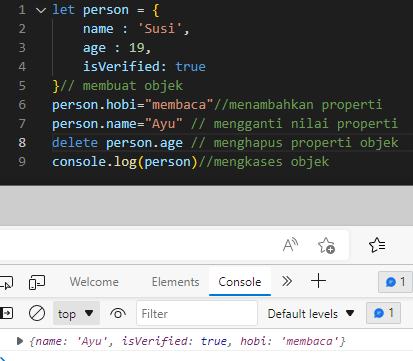 1 let person = {
2 name : 'Susi',
3 age : 19,
4 isVerified: true
5 }// membuat objek
6 person.hobi="membaca"//menambahkan properti
7 person.name="Ayu" // mengganti nilai properti
8 delete person.age // menghapus properti objek
9 console.log(person)//mengkases objek
Welcome Elements Console 1
top Filter Default levels 1
{name: 'Ayu', isVerified: true, hobi: 'membaca'}